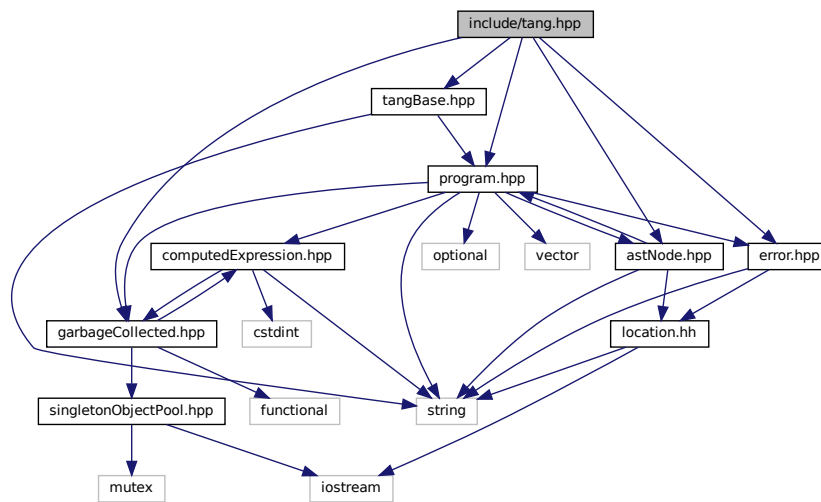 include/tang.hpp
tangBase.hpp
program.hpp
computedExpression.hpp
optional
vector
astNode.hpp
error.hpp
garbageCollected.hpp
cstdint
location.hh
singletonObjectPool.hpp
functional
string
mutex
iostream